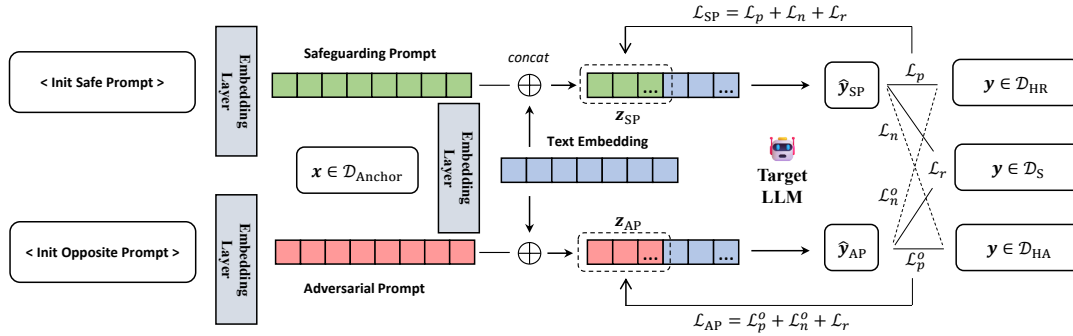 ℒ_SP = ℒ_p + ℒ_n + ℒ_r
Safeguarding Prompt
concat
< Init Safe Prompt >
Embedding
Layer
...
...
z_SP
ŷ_SP
ℒ_p
y ∈ 𝒟_HR
ℒ_n
Embedding
Layer
Text Embedding
x ∈ 𝒟_Anchor
Target
LLM
ℒ_r
y ∈ 𝒟_S
ℒ_n^o
z_AP
< Init Opposite Prompt >
Embedding
Layer
...
...
ŷ_AP
ℒ_p^o
y ∈ 𝒟_HA
Adversarial Prompt
ℒ_AP = ℒ_p^o + ℒ_n^o + ℒ_r